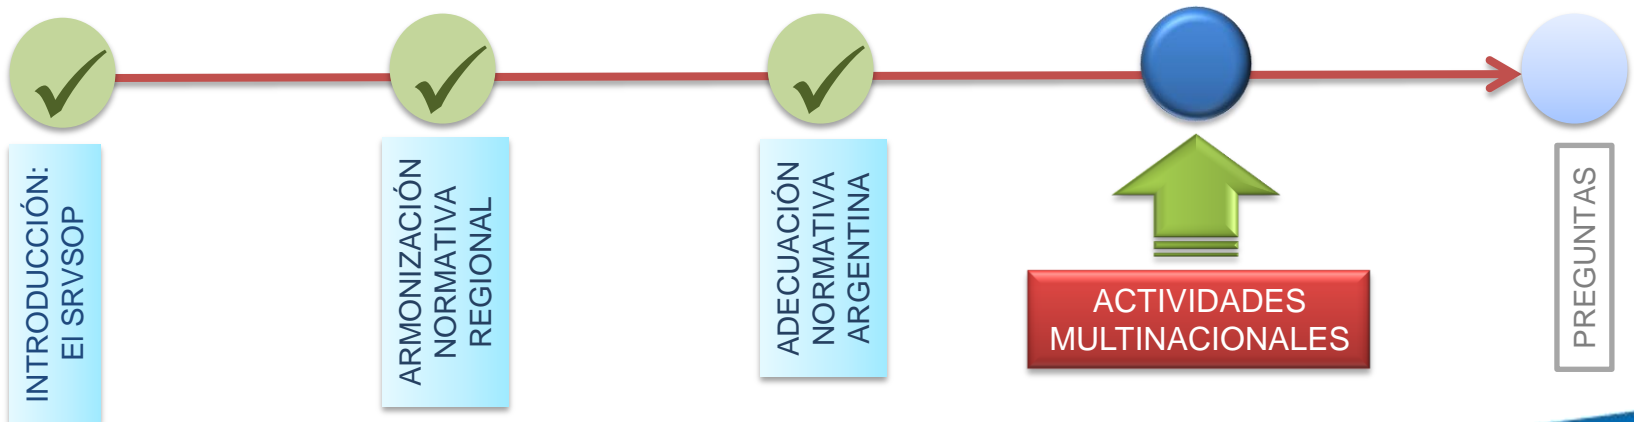 INTRODUCCIÓN:
El SRVSOP
ARMONIZACIÓN
NORMATIVA
REGIONAL
ADECUACIÓN
NORMATIVA
ARGENTINA
ACTIVIDADES
MULTINACIONALES
PREGUNTAS